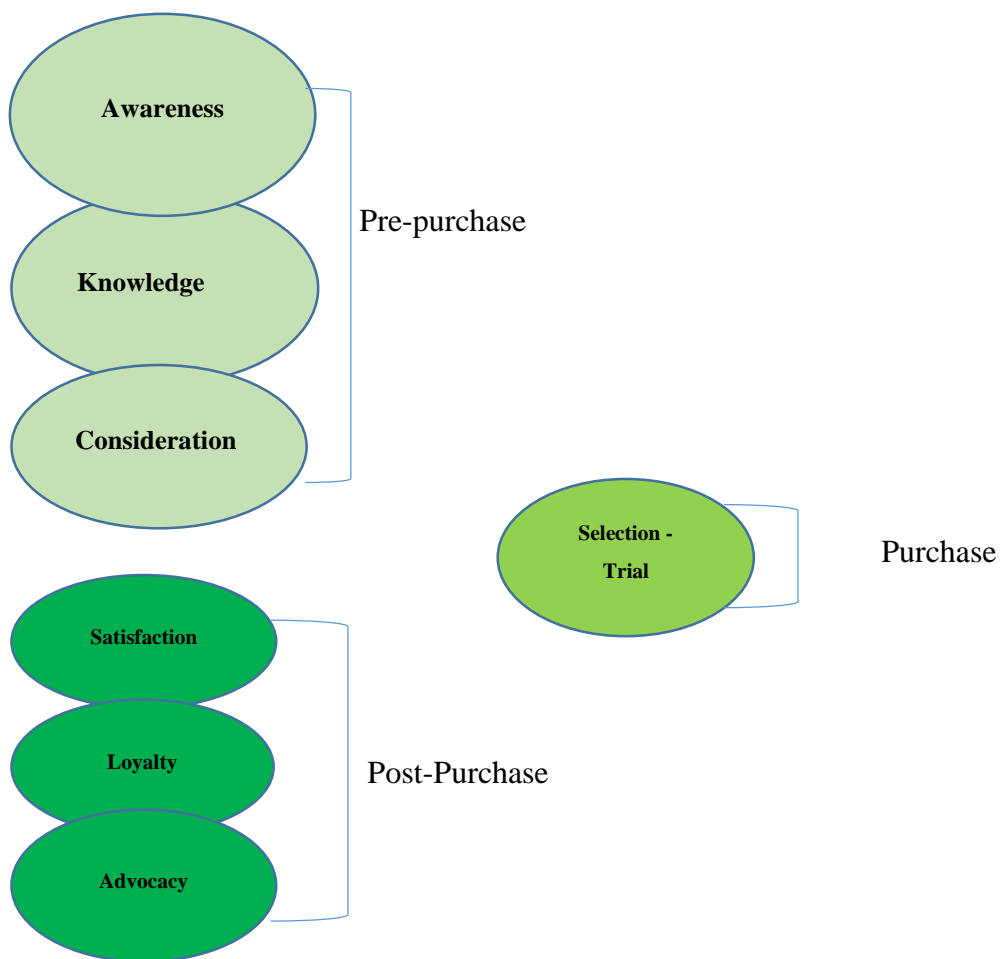 Awareness
Pre-purchase
Knowledge
Consideration
Selection -
Trial
Purchase
Satisfaction
Loyalty
Post-Purchase
Advocacy